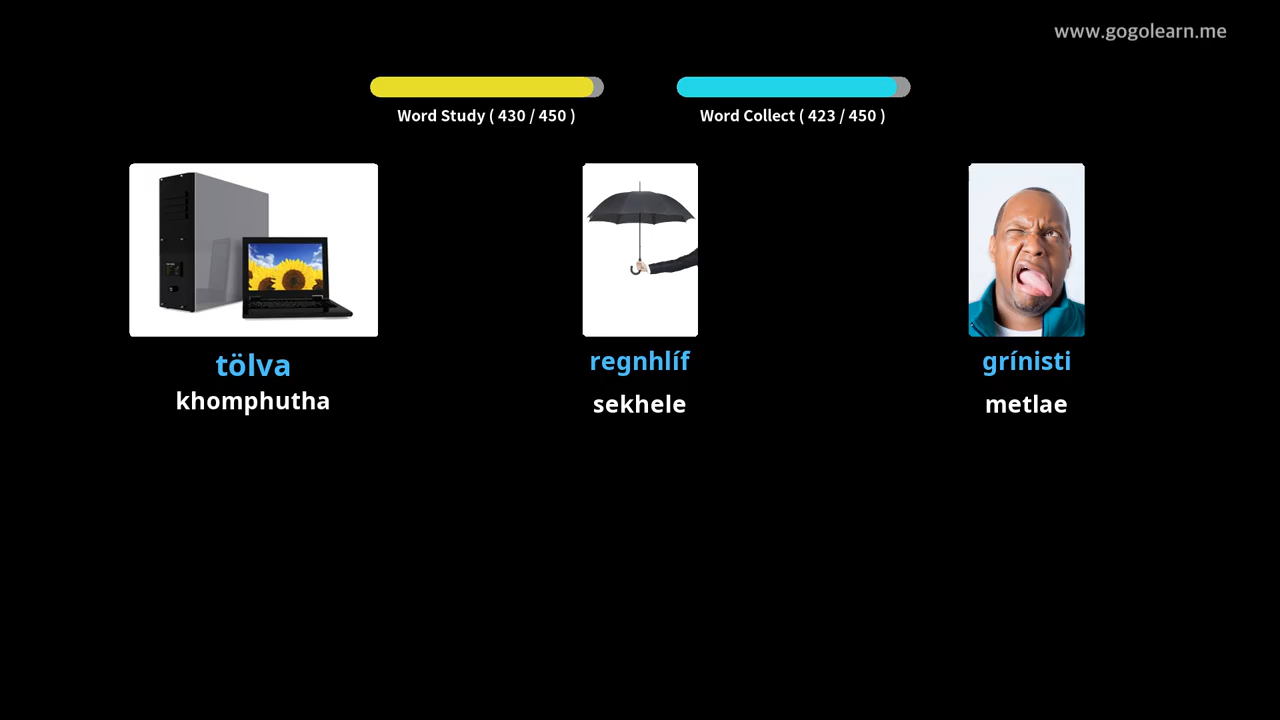 www.gogolearn.me
Word Study ( 430 / 450 )
Word Collect ( 423 / 450 )
tölva
khomphutha
regnhlíf
sekhele
grínisti
metlae